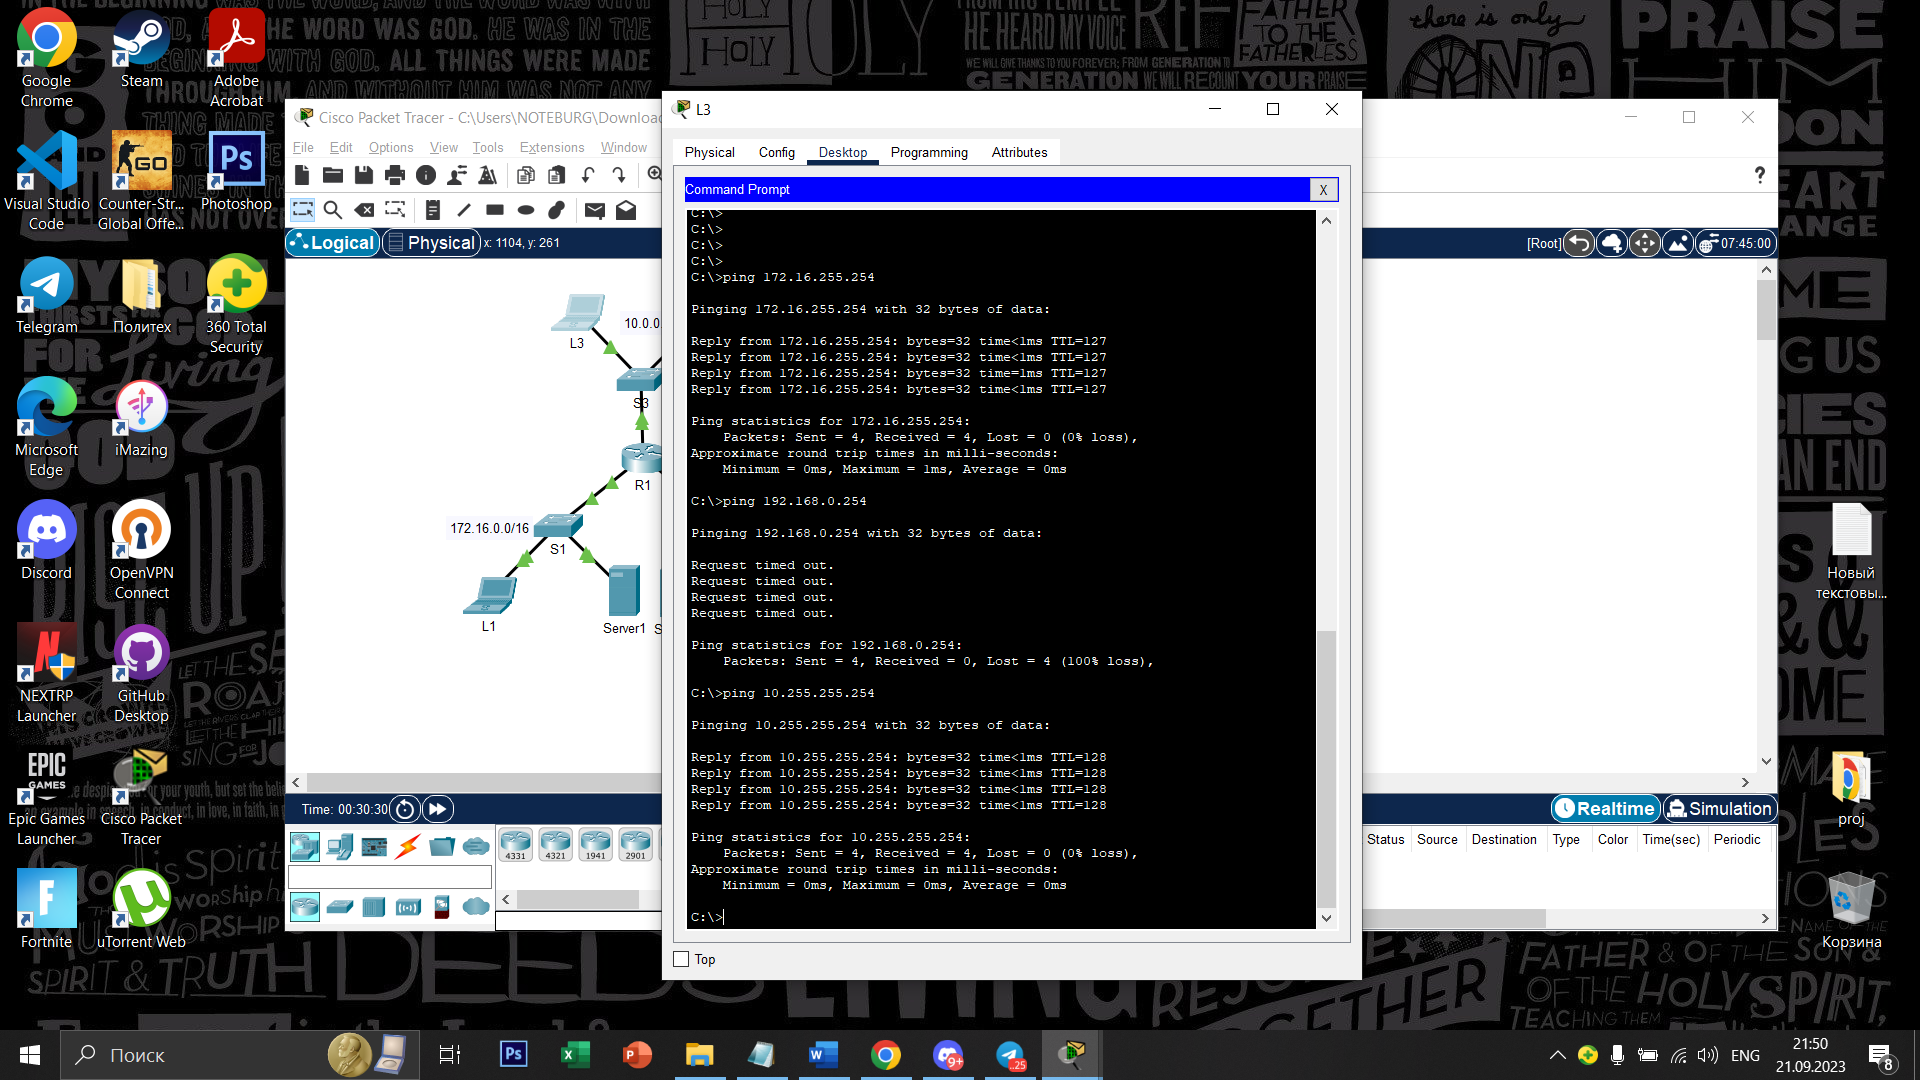 Google Chrome
Steam
Adobe Acrobat
Visual Studio Code
Counter-Str... Global Offe...
Photoshop
Telegram
Политех
360 Total Security
Microsoft Edge
iMazing
Discord
OpenVPN Connect
NEXTRP Launcher
GitHub Desktop
Epic Games Launcher
Cisco Packet Tracer
Fortnite
uTorrent Web
Cisco Packet Tracer - C:\Users\NOTEBURG\Downloa
File Edit Options View Tools Extensions Window
Logical
Physical
x: 1104, y: 261
[Root]
07:45:00
L3
10.0.0
S3
R1
172.16.0.0/16
S1
L1
Server1
S
Time: 00:30:30
Realtime
Simulation
4331
4321
1941
2901
Status Source Destination Type Color Time(sec) Periodic
L3
Physical Config Desktop Programming Attributes
Command Prompt
X
C:\>
C:\>
C:\>
C:\>
C:\>ping 172.16.255.254
Pinging 172.16.255.254 with 32 bytes of data:
Reply from 172.16.255.254: bytes=32 time<1ms TTL=127
Reply from 172.16.255.254: bytes=32 time<1ms TTL=127
Reply from 172.16.255.254: bytes=32 time=1ms TTL=127
Reply from 172.16.255.254: bytes=32 time<1ms TTL=127
Ping statistics for 172.16.255.254:
Packets: Sent = 4, Received = 4, Lost = 0 (0% loss),
Approximate round trip times in milli-seconds:
Minimum = 0ms, Maximum = 1ms, Average = 0ms
C:\>ping 192.168.0.254
Pinging 192.168.0.254 with 32 bytes of data:
Request timed out.
Request timed out.
Request timed out.
Request timed out.
Ping statistics for 192.168.0.254:
Packets: Sent = 4, Received = 0, Lost = 4 (100% loss),
C:\>ping 10.255.255.254
Pinging 10.255.255.254 with 32 bytes of data:
Reply from 10.255.255.254: bytes=32 time<1ms TTL=128
Reply from 10.255.255.254: bytes=32 time<1ms TTL=128
Reply from 10.255.255.254: bytes=32 time<1ms TTL=128
Reply from 10.255.255.254: bytes=32 time<1ms TTL=128
Ping statistics for 10.255.255.254:
Packets: Sent = 4, Received = 4, Lost = 0 (0% loss),
Approximate round trip times in milli-seconds:
Minimum = 0ms, Maximum = 0ms, Average = 0ms
C:\>
Top
Новый текстовы...
proj
Корзина
Поиск
9+
..25
ENG
21:50
21.09.2023
8